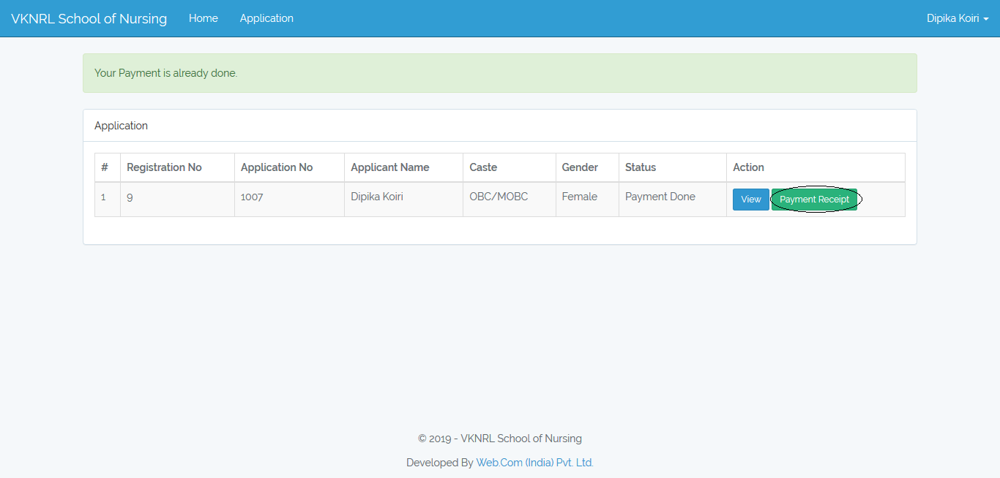 VKNRL School of Nursing Home Application Dipika Koiri
Your Payment is already done.
Application
# Registration No Application No Applicant Name Caste Gender Status Action
1 9 1007 Dipika Koiri OBC/MOBC Female Payment Done View Payment Receipt
© 2019 - VKNRL School of Nursing
Developed By Web.Com (India) Pvt. Ltd.